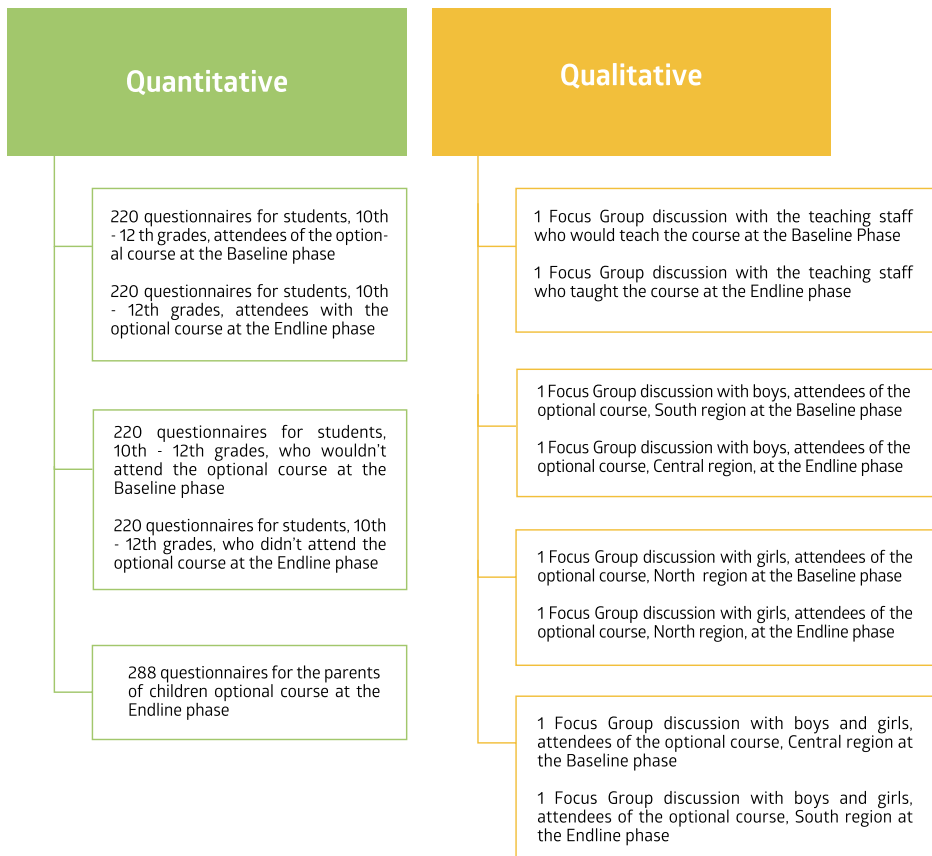 Quantitative
220 questionnaires for students, 10th
- 12 th grades, attendees of the option-
al course at the Baseline phase
220 questionnaires for students, 10th
- 12th grades, attendees with the
optional course at the Endline phase
220 questionnaires for students,
10th - 12th grades, who wouldn't
attend the optional course at the
Baseline phase
220 questionnaires for students, 10th
- 12th grades, who didn't attend the
optional course at the Endline phase
288 questionnaires for the parents
of children optional course at the
Endline phase
Qualitative
1 Focus Group discussion with the teaching staff
who would teach the course at the Baseline Phase
1 Focus Group discussion with the teaching staff
who taught the course at the Endline phase
1 Focus Group discussion with boys, attendees of the
optional course, South region at the Baseline phase
1 Focus Group discussion with boys, attendees of the
optional course, Central region, at the Endline phase
1 Focus Group discussion with girls, attendees of the
optional course, North region at the Baseline phase
1 Focus Group discussion with girls, attendees of the
optional course, North region, at the Endline phase
1 Focus Group discussion with boys and girls,
attendees of the optional course, Central region at
the Baseline phase
1 Focus Group discussion with boys and girls,
attendees of the optional course, South region at
the Endline phase